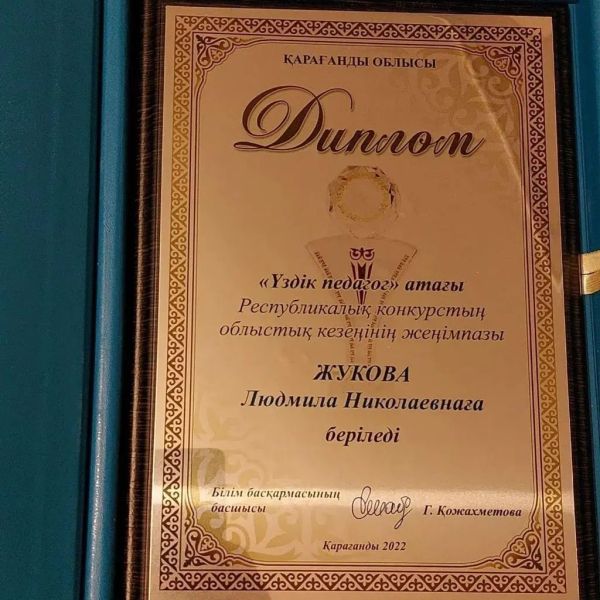 ҚАРАҒАНДЫ ОБЛЫСЫ
Диплом
«Үздік педагог» атағы
Республикалық конкурстың
облыстық кезеңінің жеңімпазы
ЖУКОВА
Людмила Николаевнаға
беріледі
Білім басқармасының
басшысы
Г. Қожахметова
Қарағанды 2022